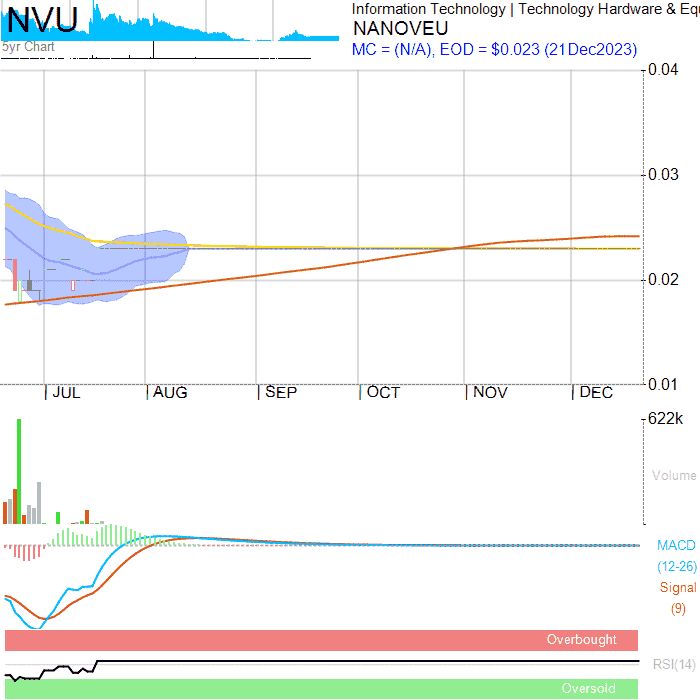 NVU
5yr Chart
Information Technology | Technology Hardware & Equ
NANOVEU
MC = (N/A), EOD = $0.023 (21Dec2023)
0.04
0.03
0.02
0.01
JUL
AUG
SEP
OCT
NOV
DEC
622k
Volume
MACD
(12-26)
Signal
(9)
Overbought
RSI(14)
Oversold